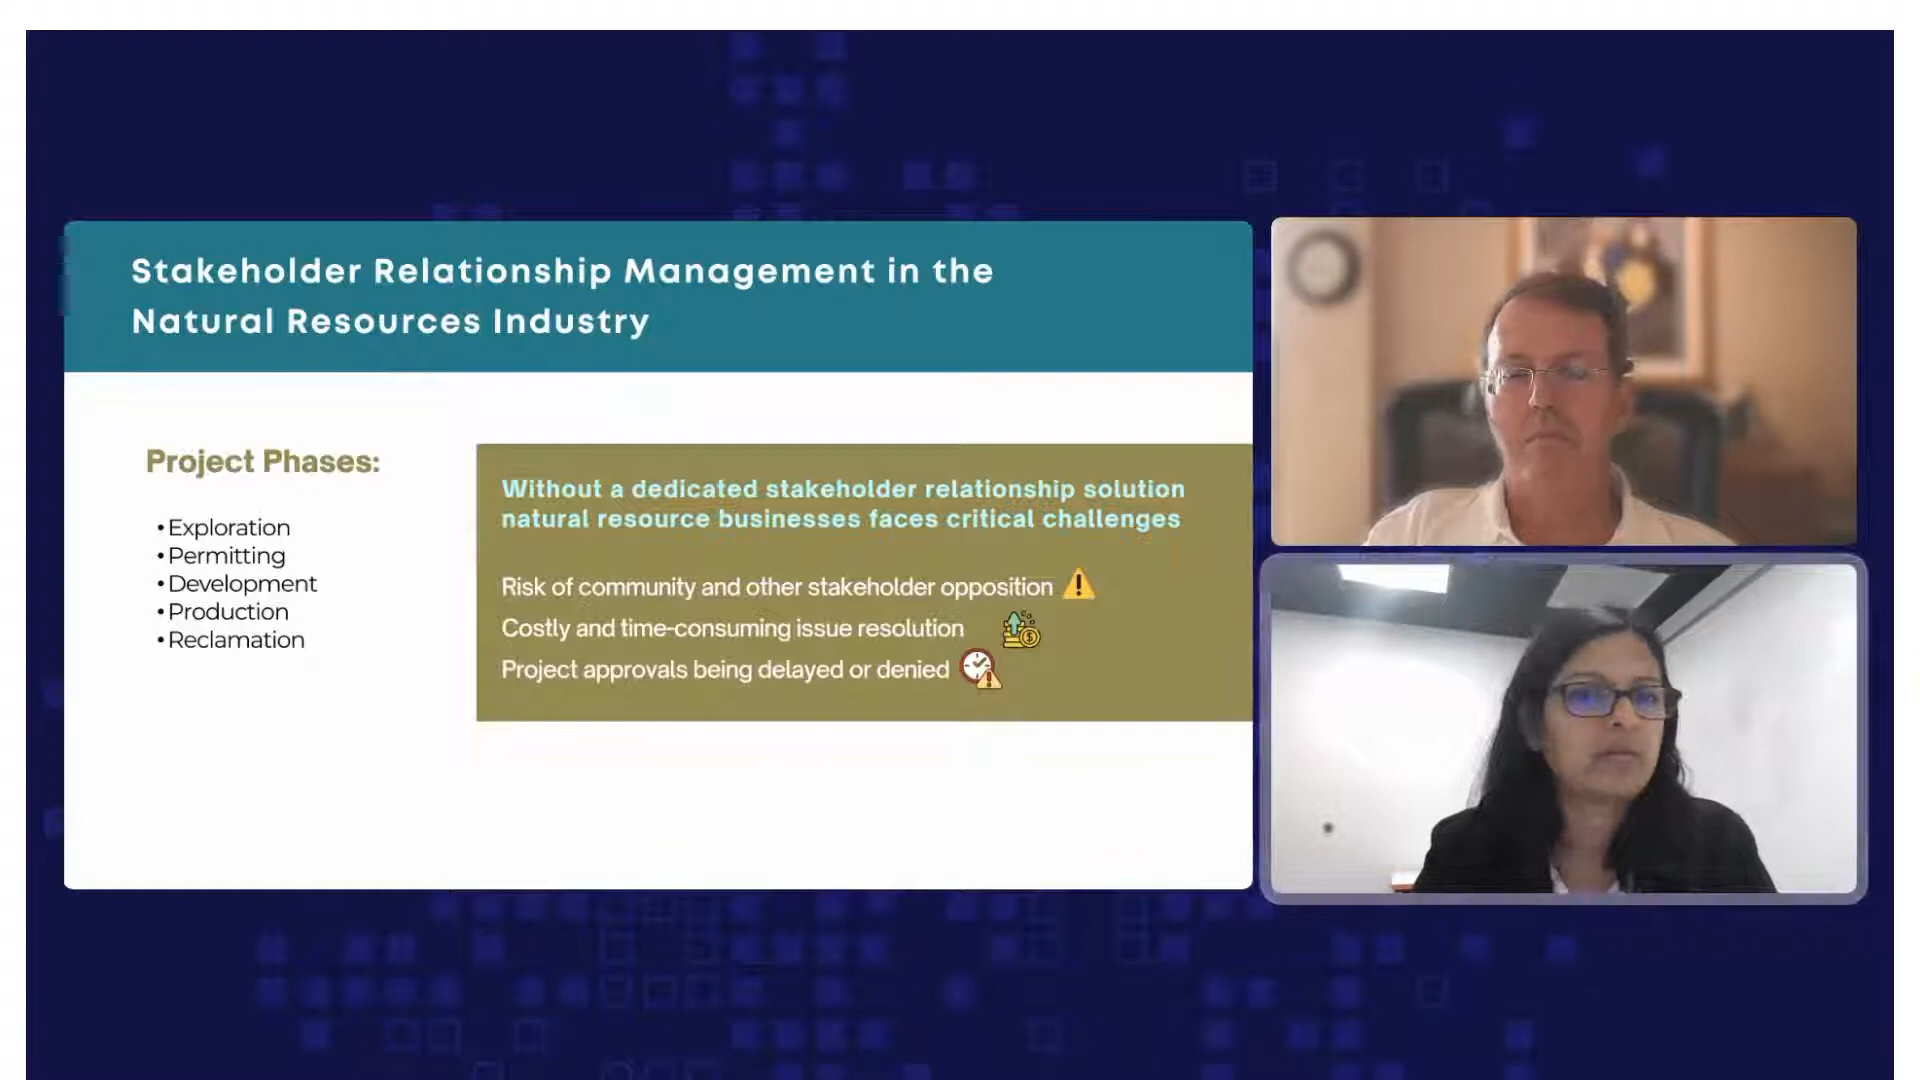 Stakeholder Relationship Management in the
Natural Resources Industry
Project Phases:
• Exploration
• Permitting
• Development
• Production
• Reclamation
Without a dedicated stakeholder relationship solution
natural resource businesses faces critical challenges
Risk of community and other stakeholder opposition
Costly and time-consuming issue resolution
Project approvals being delayed or denied